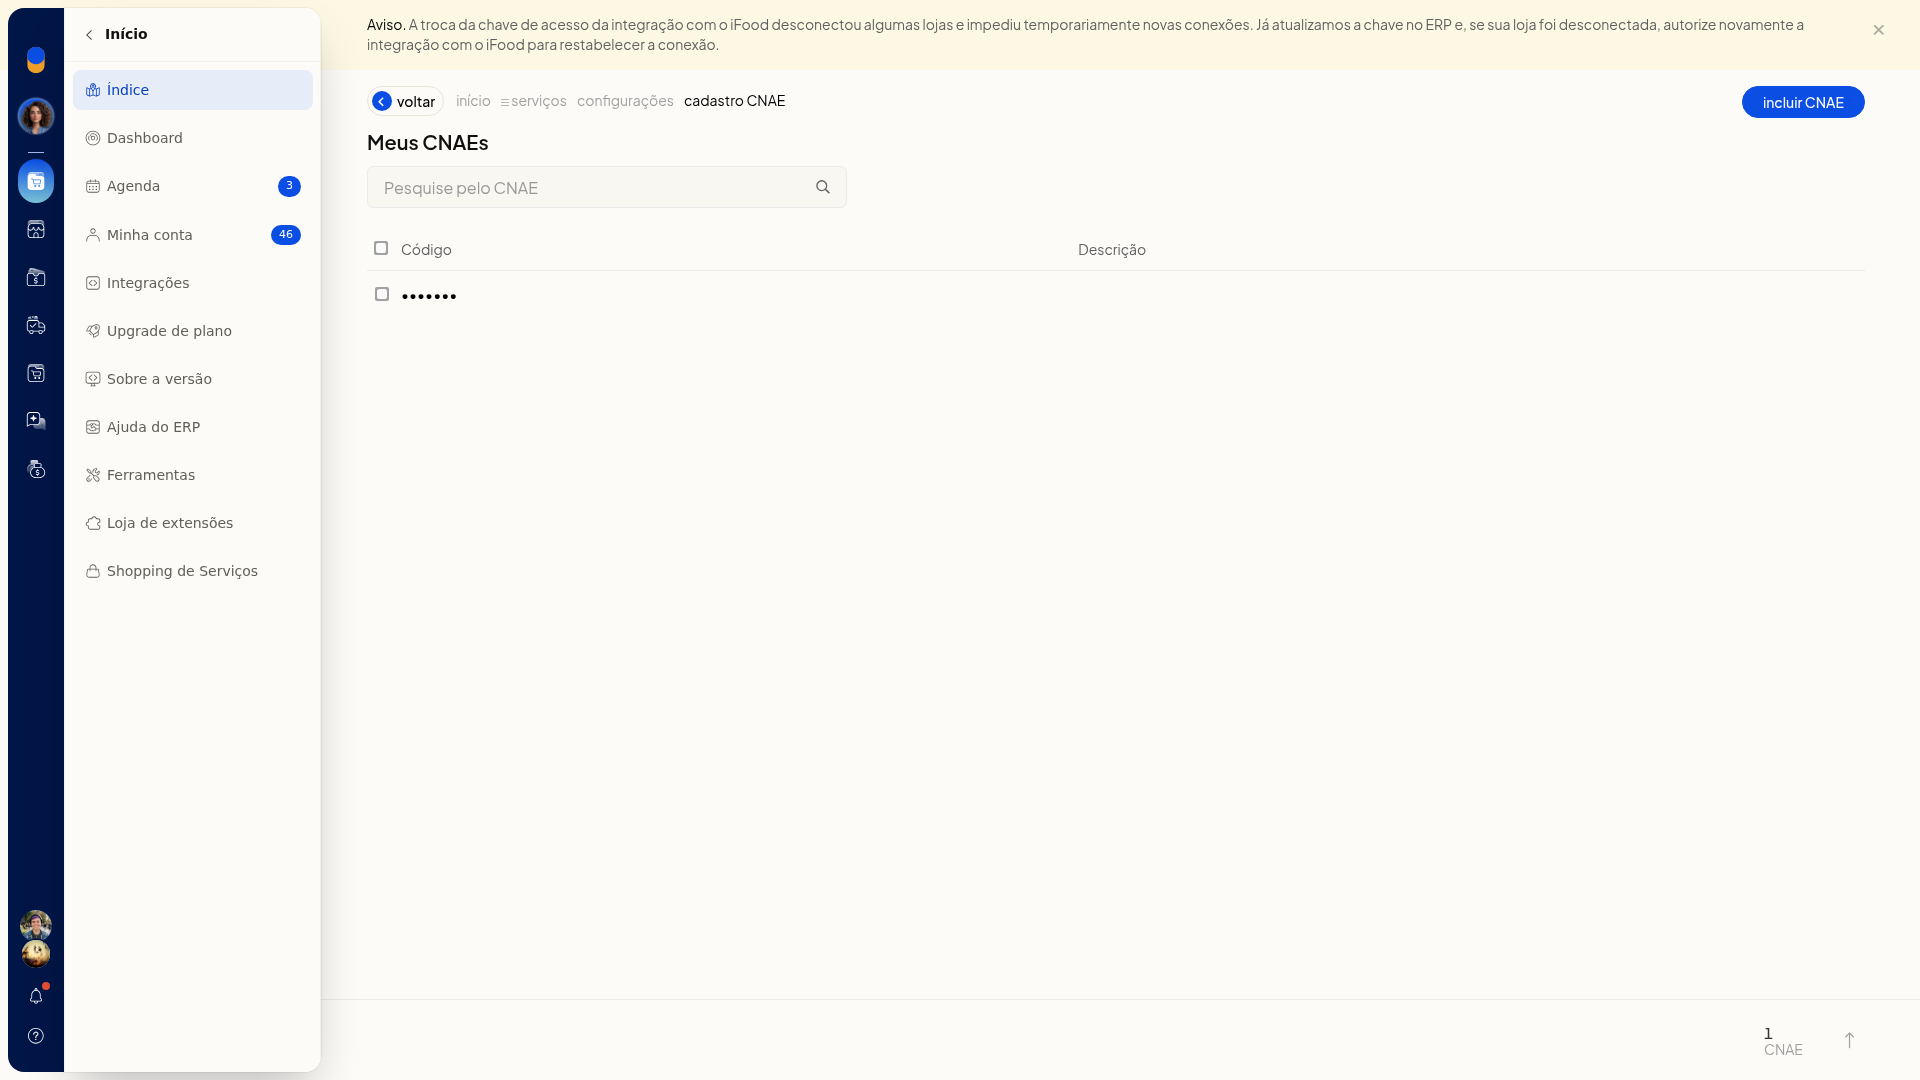 Início
Índice
Dashboard
Agenda 3
Minha conta 46
Integrações
Upgrade de plano
Sobre a versão
Ajuda do ERP
Ferramentas
Loja de extensões
Shopping de Serviços
Aviso. A troca da chave de acesso da integração com o iFood desconectou algumas lojas e impediu temporariamente novas conexões. Já atualizamos a chave no ERP e, se sua loja foi desconectada, autorize novamente a
integração com o iFood para restabelecer a conexão.
voltar início serviços configurações cadastro CNAE
incluir CNAE
Meus CNAEs
Pesquise pelo CNAE
Código Descrição
•••••••
1
CNAE